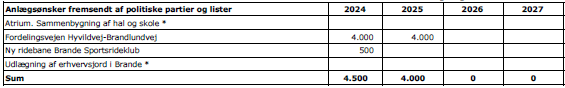 Anlægsønsker fremsendt af politiske partier og lister 2024 2025 2026 2027
Atrium. Sammenbygning af hal og skole *
Fordelingsvejen Hyvildvej-Brandlundvej 4.000 4.000
Ny ridebane Brande Sportsrideklub 500
Udlægning af erhvervsjord i Brande *
Sum 4.500 4.000 0 0